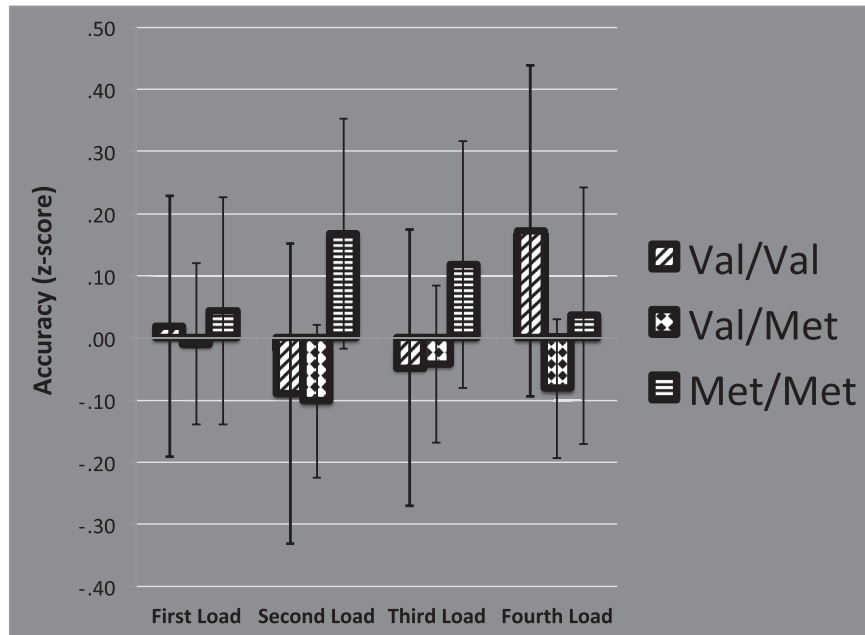 .50
.40
.30
.20
.10
.00
-.10
-.20
-.30
-.40
Accuracy (z-score)
First Load Second Load Third Load Fourth Load
Val/Val
Val/Met
Met/Met